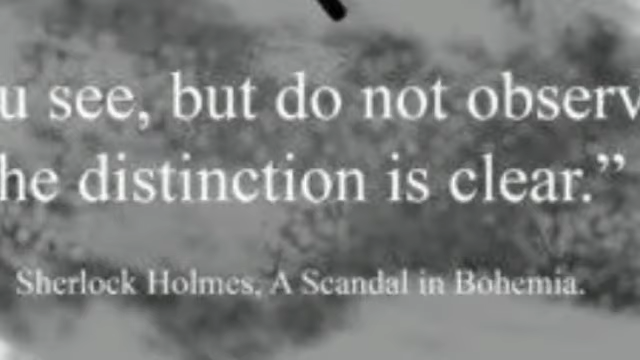 u see, but do not observ
he distinction is clear.”
Sherlock Holmes, A Scandal in Bohemia.